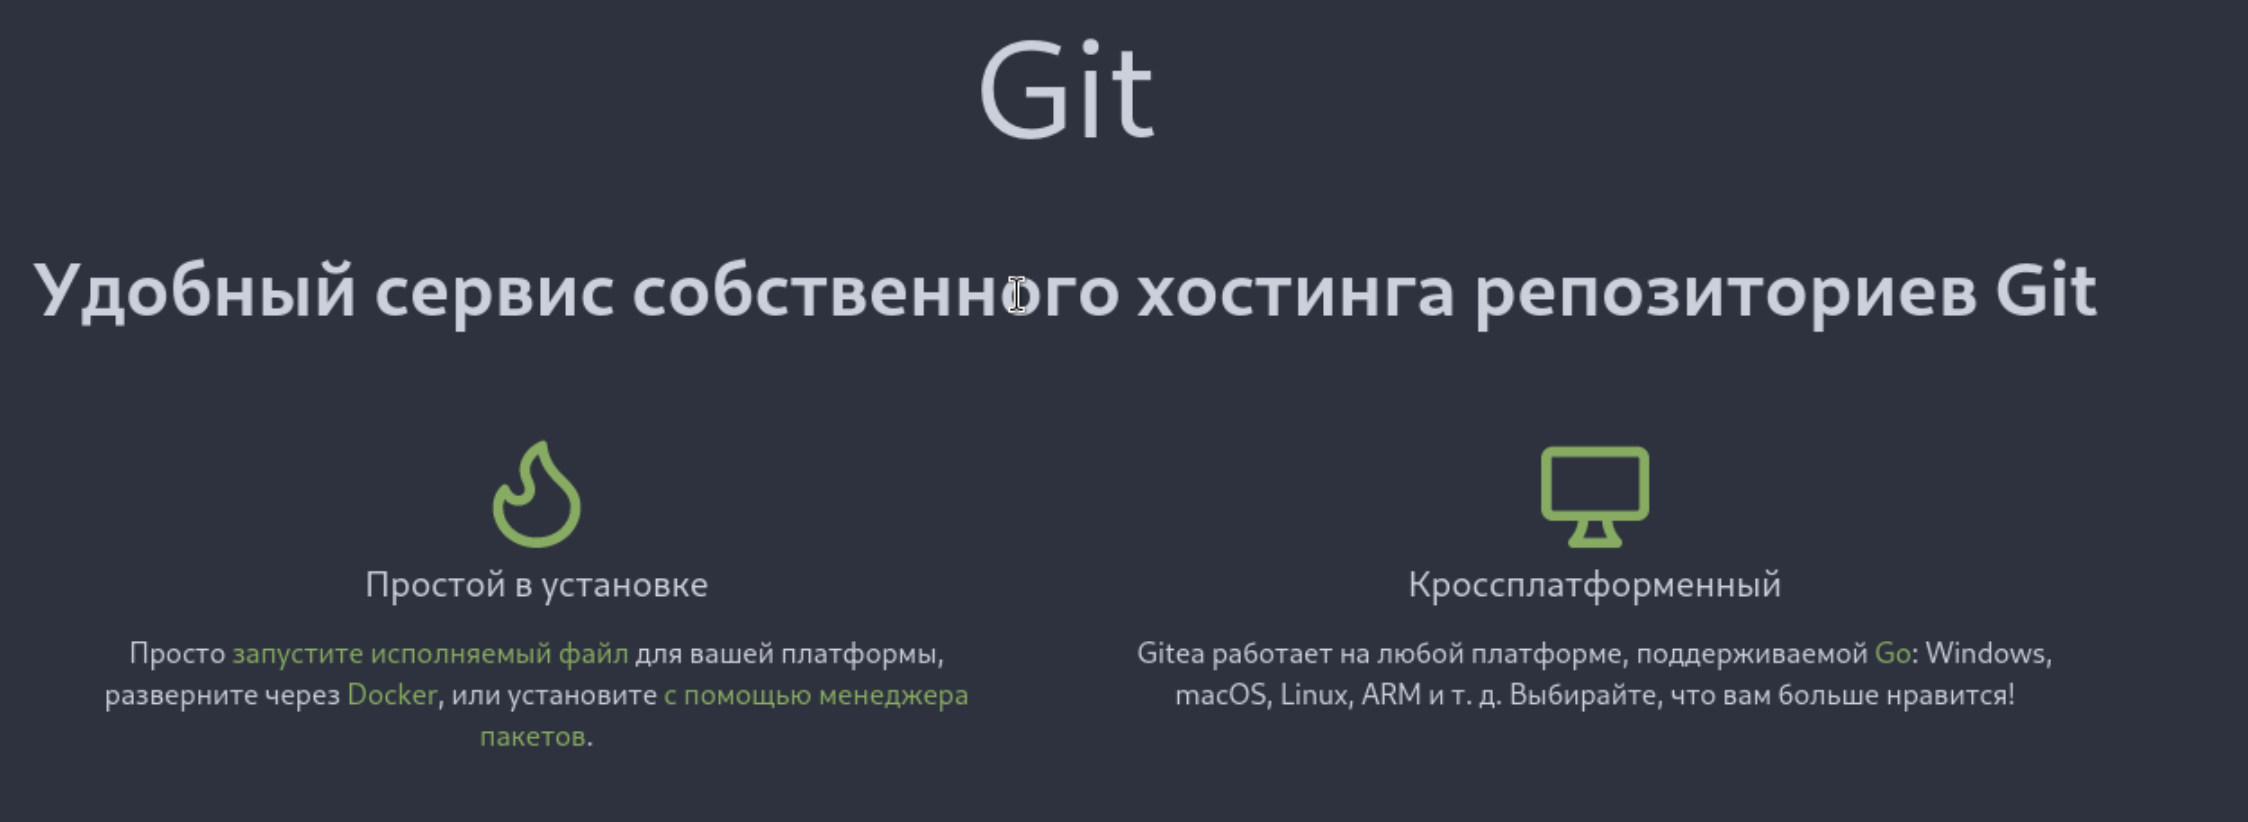 Git
Удобный сервис собственного хостинга репозиториев Git
Простой в установке
Просто запустите исполняемый файл для вашей платформы,
разверните через Docker, или установите с помощью менеджера
пакетов.
Кроссплатформенный
Gitea работает на любой платформе, поддерживаемой Go: Windows,
macOS, Linux, ARM и т. д. Выбирайте, что вам больше нравится!